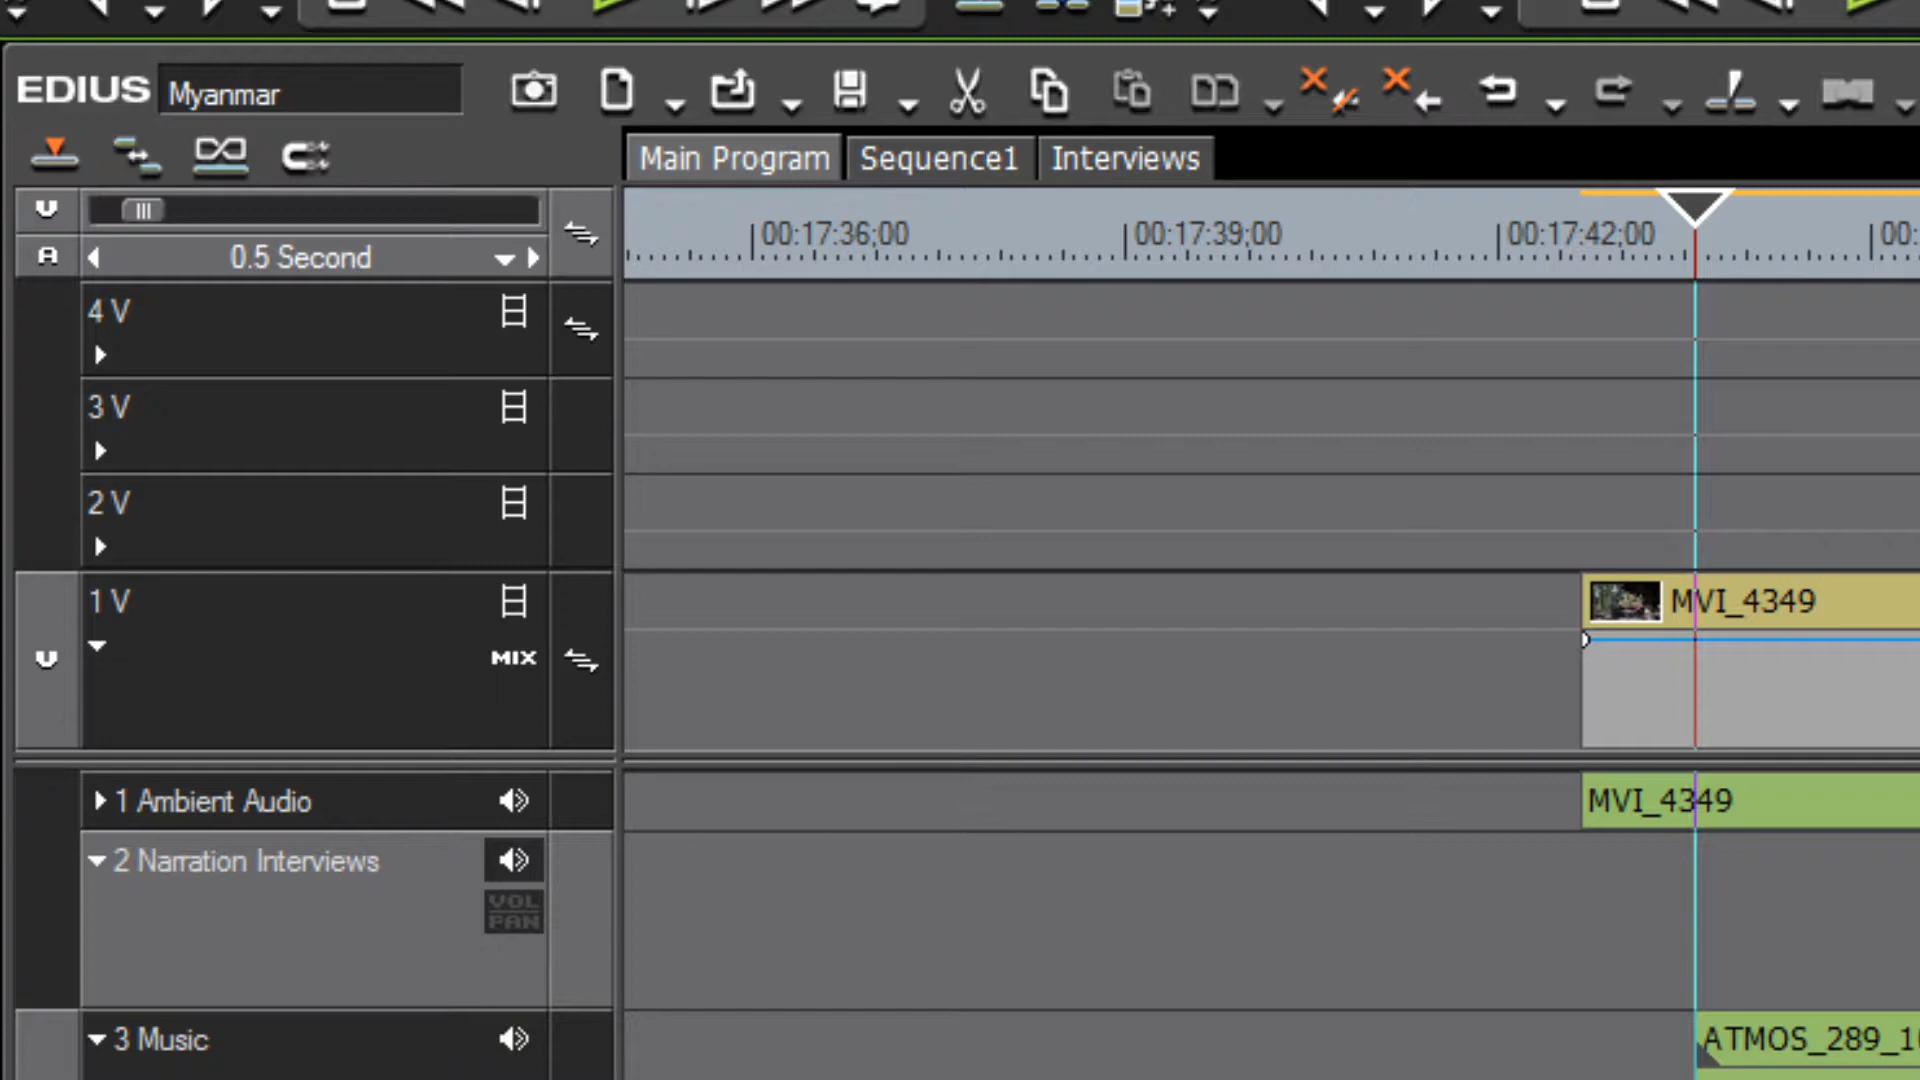 EDIUS Myanmar
Main Program Sequence1 Interviews
V
A 0.5 Second
00:17:36;00 00:17:39;00 00:17:42;00 00:
4 V
3 V
2 V
1 V
V MIX
MVI_4349
1 Ambient Audio
MVI_4349
2 Narration Interviews
VOL
PAN
3 Music
ATMOS_289_1